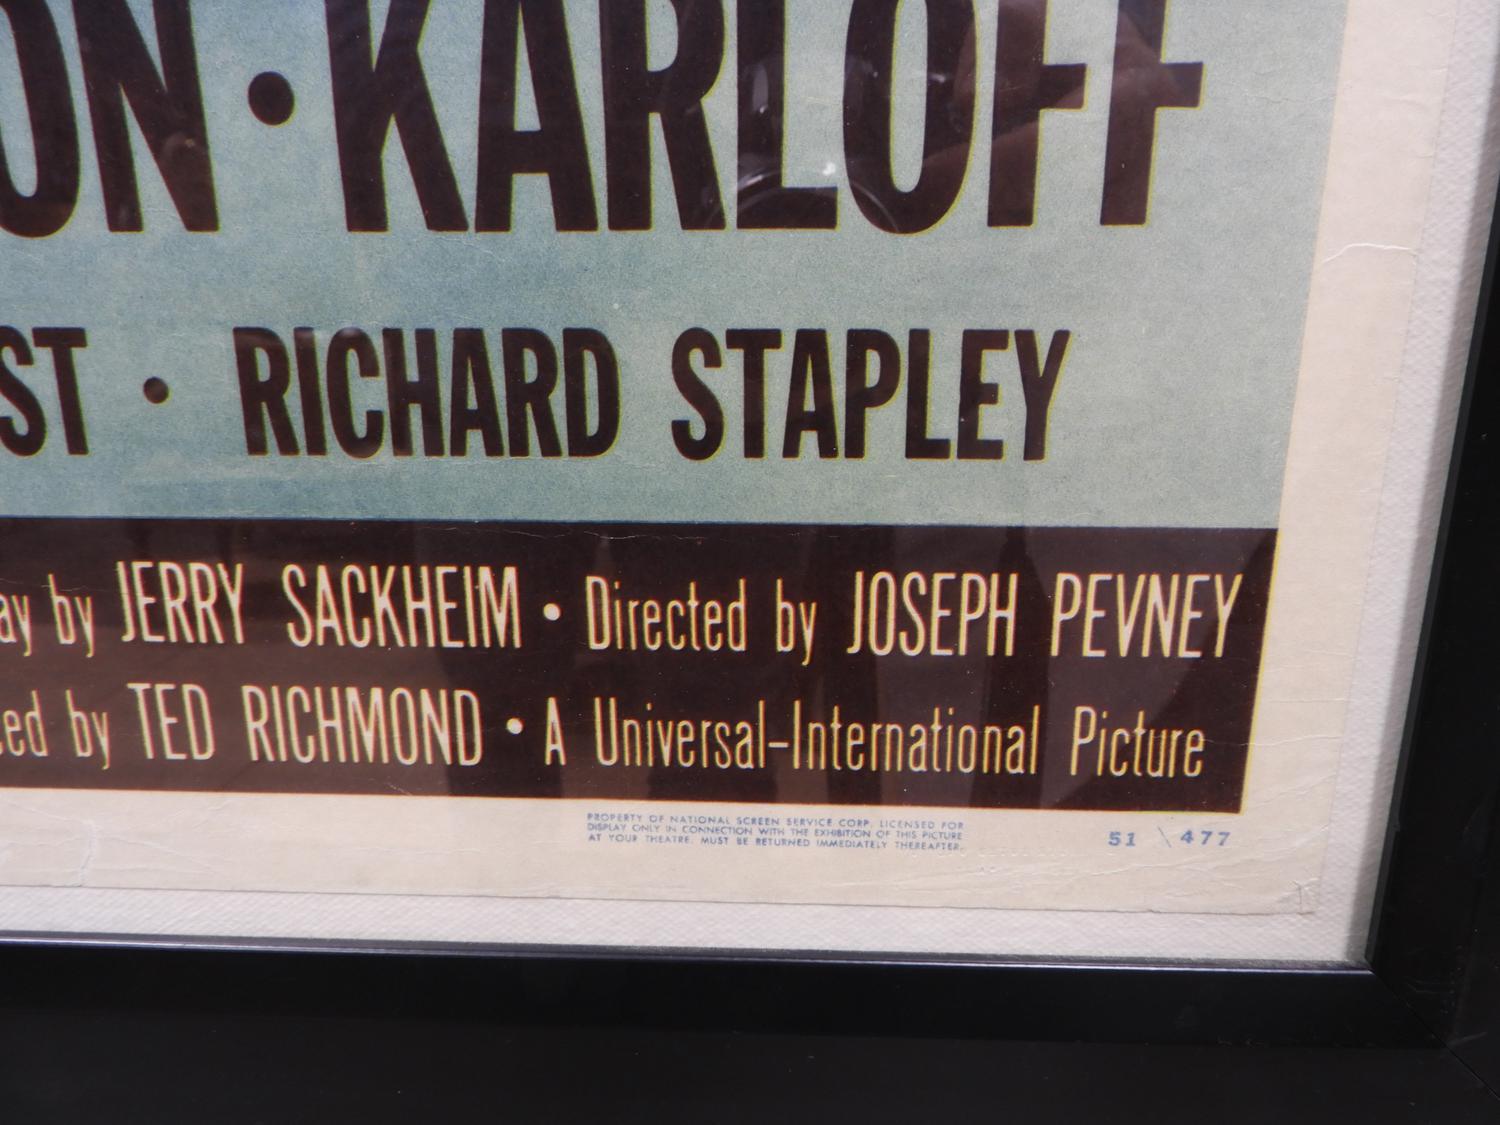 ON • KARLOFF
ST • RICHARD STAPLEY
ay by JERRY SACKHEIM • Directed by JOSEPH PEVNEY
ced by TED RICHMOND • A Universal-International Picture
PROPERTY OF NATIONAL SCREEN SERVICE CORP. LICENSED FOR
DISPLAY ONLY IN CONNECTION WITH THE EXHIBITION OF THIS PICTURE
AT YOUR THEATRE. MUST BE RETURNED IMMEDIATELY THEREAFTER.
51 \ 477